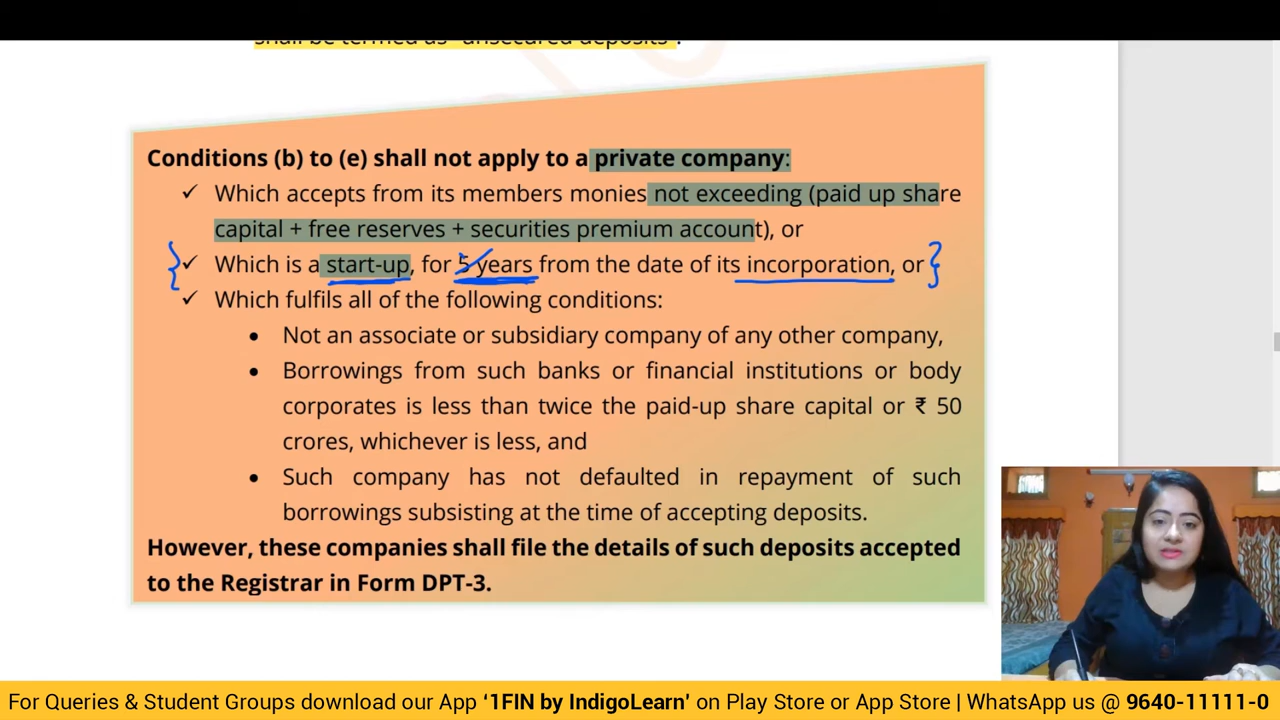 shall be termed as "unsecured deposits".
Conditions (b) to (e) shall not apply to a private company:
✓ Which accepts from its members monies not exceeding (paid up share
capital + free reserves + securities premium account), or
✓ Which is a start-up, for 5 years from the date of its incorporation, or
✓ Which fulfils all of the following conditions:
• Not an associate or subsidiary company of any other company,
• Borrowings from such banks or financial institutions or body
corporates is less than twice the paid-up share capital or ₹ 50
crores, whichever is less, and
• Such company has not defaulted in repayment of such
borrowings subsisting at the time of accepting deposits.
However, these companies shall file the details of such deposits accepted
to the Registrar in Form DPT-3.
For Queries & Student Groups download our App ‘1FIN by IndigoLearn' on Play Store or App Store | WhatsApp us @ 9640-11111-0